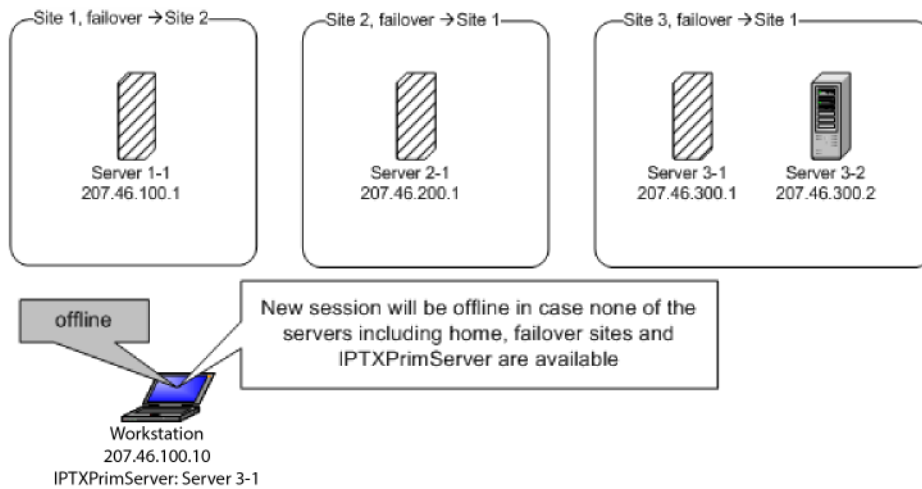 Site 1, failover → Site 2
Site 2, failover → Site 1
Site 3, failover → Site 1
Server 1-1
207.46.100.1
Server 2-1
207.46.200.1
Server 3-1
207.46.300.1
Server 3-2
207.46.300.2
offline
New session will be offline in case none of the
servers including home, failover sites and
IPTXPrimServer are available
Workstation
207.46.100.10
IPTXPrimServer: Server 3-1